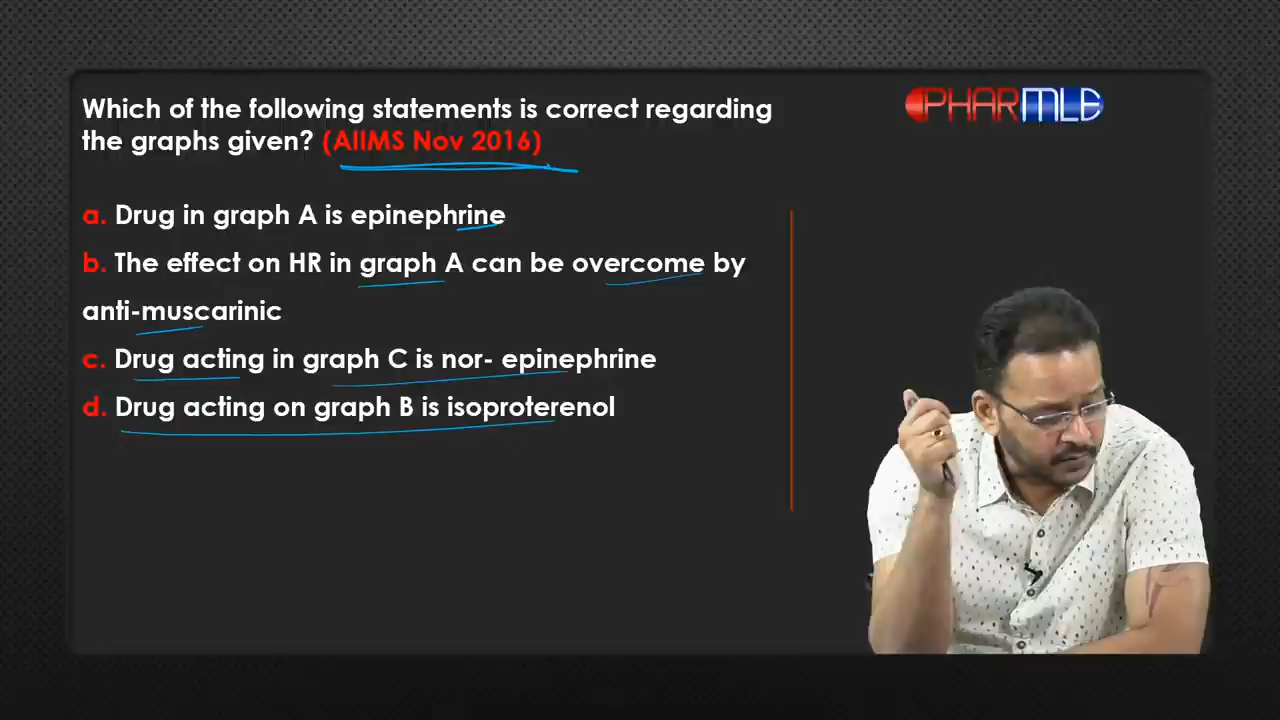 Which of the following statements is correct regarding
the graphs given? (AIIMS Nov 2016)
PHARMLE
a. Drug in graph A is epinephrine
b. The effect on HR in graph A can be overcome by
anti-muscarinic
c. Drug acting in graph C is nor- epinephrine
d. Drug acting on graph B is isoproterenol